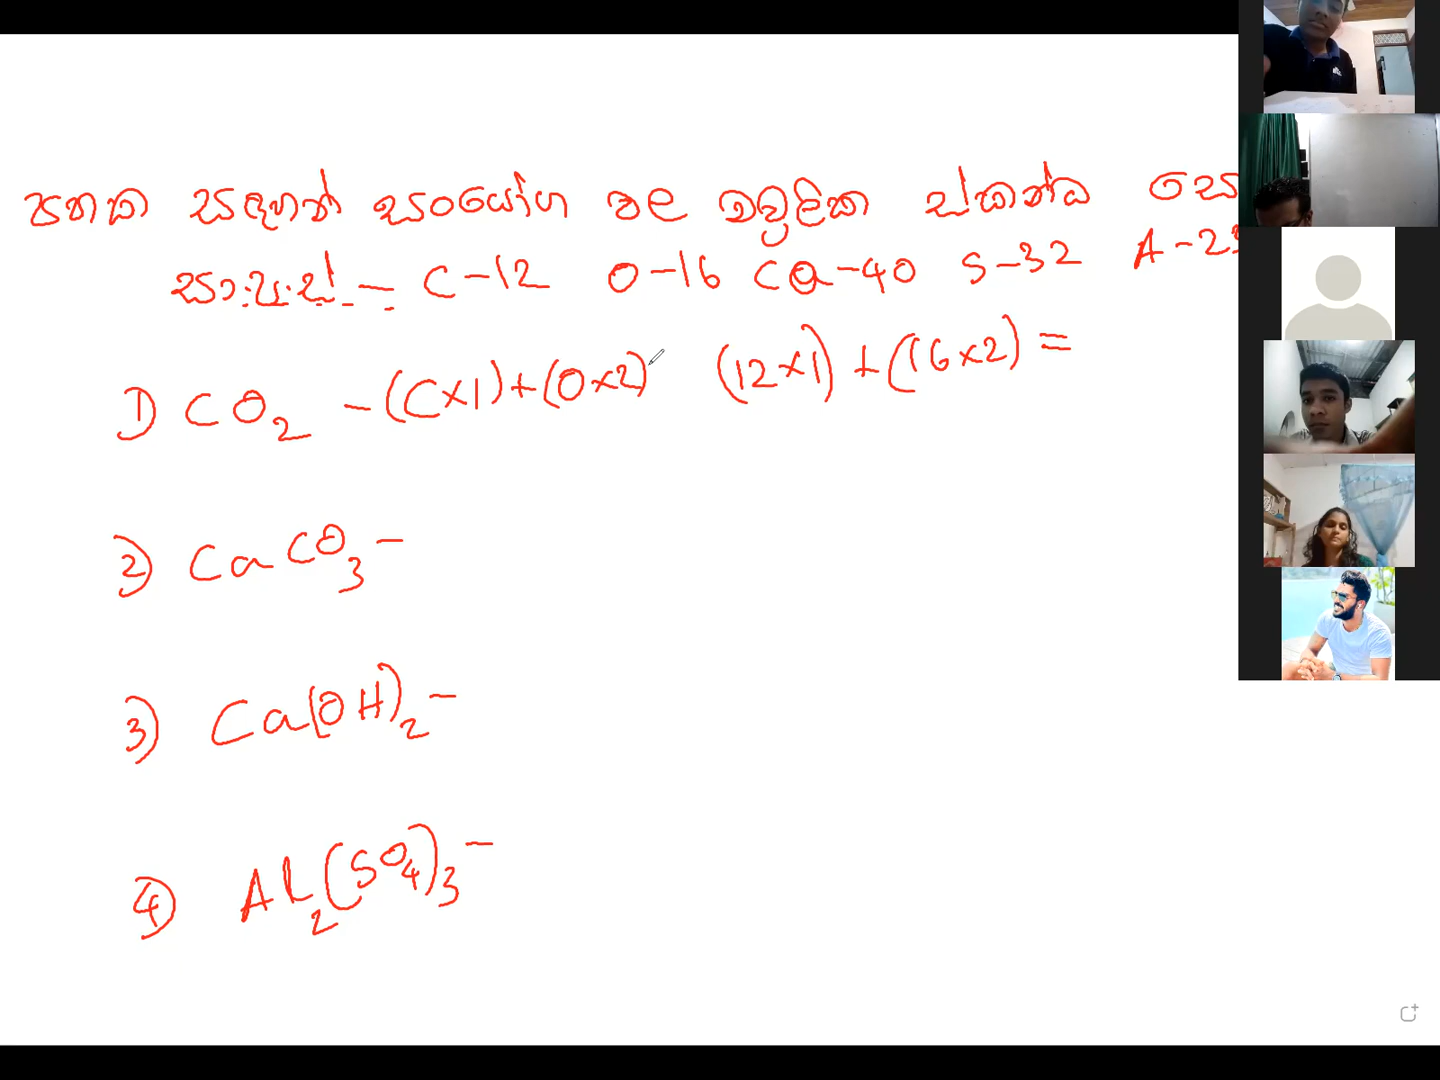 පහත සඳහන් සංයෝග වල මවුලික ස්කන්ධ සො
සා.ප.ස් - C-12 O-16 Ca-40 S-32 A-23
1) CO₂ - (C×1)+(O×2) (12×1)+(16×2) =
2) CaCO₃ -
3) Ca(OH)₂ -
4) Al₂(SO₄)₃ -